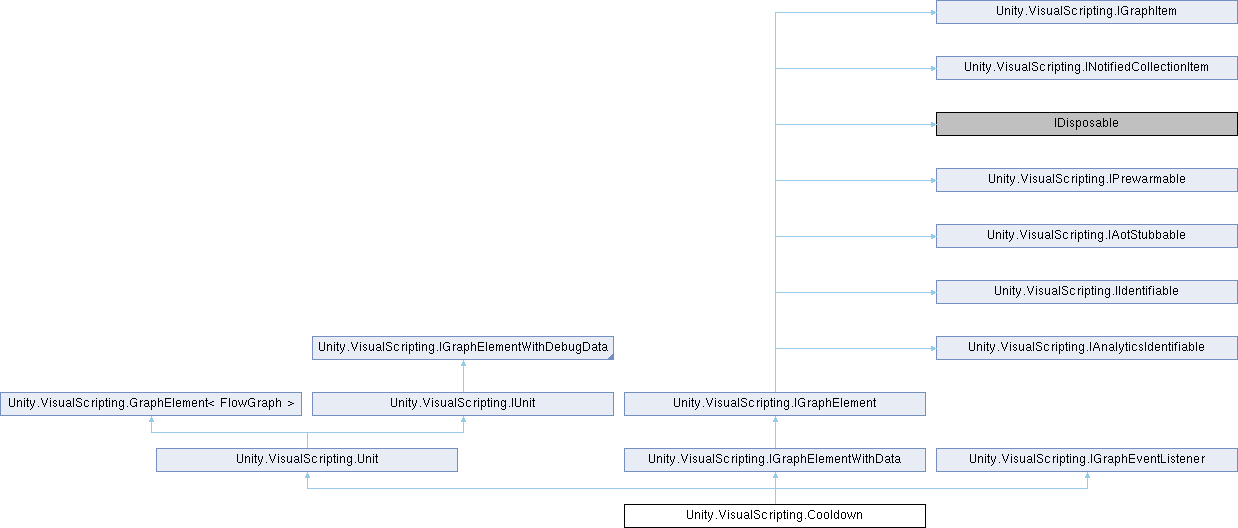 Unity.VisualScripting.IGraphItem
Unity.VisualScripting.INotifiedCollectionItem
IDisposable
Unity.VisualScripting.IPrewarmable
Unity.VisualScripting.IAotStubbable
Unity.VisualScripting.IIdentifiable
Unity.VisualScripting.IGraphElementWithDebugData
Unity.VisualScripting.IAnalyticsIdentifiable
Unity.VisualScripting.GraphElement< FlowGraph >
Unity.VisualScripting.IUnit
Unity.VisualScripting.IGraphElement
Unity.VisualScripting.Unit
Unity.VisualScripting.IGraphElementWithData
Unity.VisualScripting.IGraphEventListener
Unity.VisualScripting.Cooldown